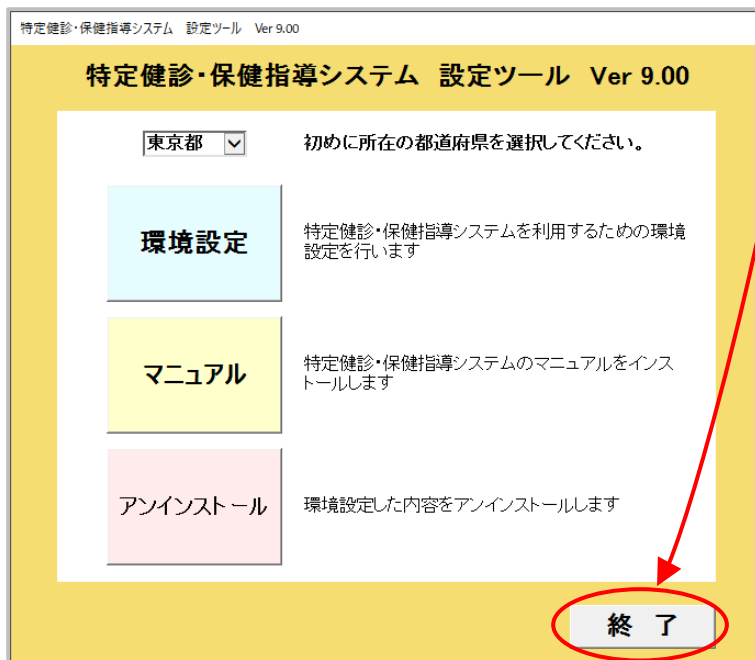 特定健診・保健指導システム 設定ツール Ver 9.00
特定健診・保健指導システム 設定ツール Ver 9.00
東京都
初めに所在の都道府県を選択してください。
環境設定
特定健診・保健指導システムを利用するための環境
設定を行います
マニュアル
特定健診・保健指導システムのマニュアルをインス
トールします
アンインストール
環境設定した内容をアンインストールします
終 了